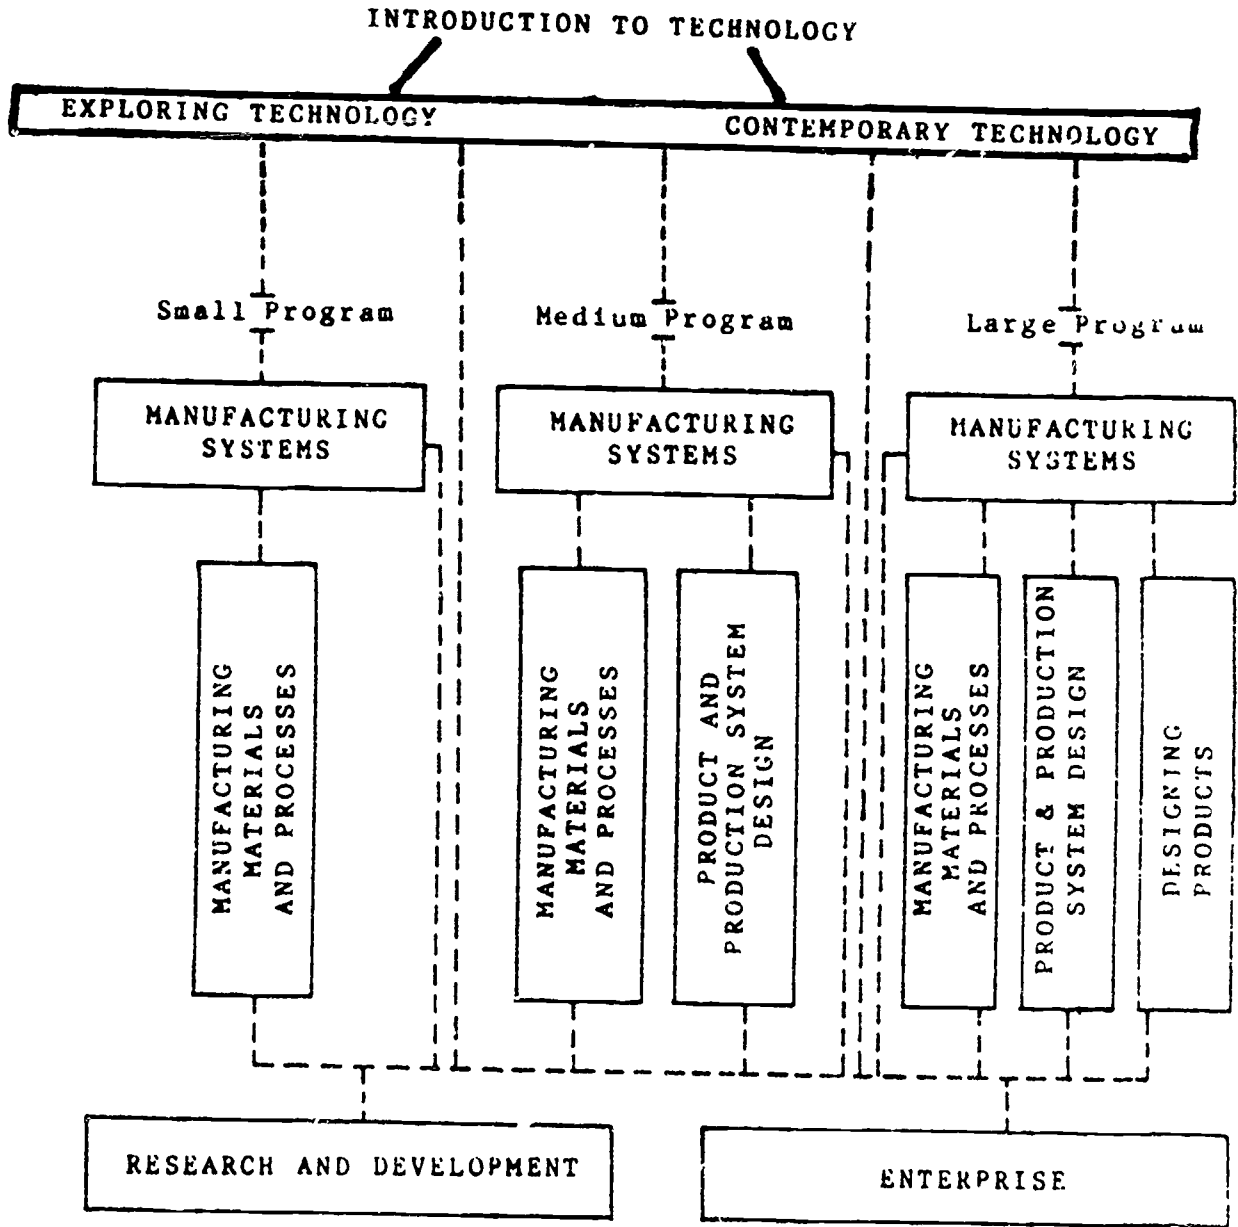 INTRODUCTION TO TECHNOLOGY
EXPLORING TECHNOLOGY
CONTEMPORARY TECHNOLOGY
Small Program
Medium Program
Large Program
MANUFACTURING
SYSTEMS
MANUFACTURING
SYSTEMS
MANUFACTURING
SYSTEMS
MANUFACTURING
MATERIALS
AND PROCESSES
MANUFACTURING
MATERIALS
AND PROCESSES
PRODUCT AND
PRODUCTION SYSTEM
DESIGN
MANUFACTURING
MATERIALS
AND PROCESSES
PRODUCT & PRODUCTION
SYSTEM DESIGN
DESIGNING
PRODUCTS
RESEARCH AND DEVELOPMENT
ENTERPRISE